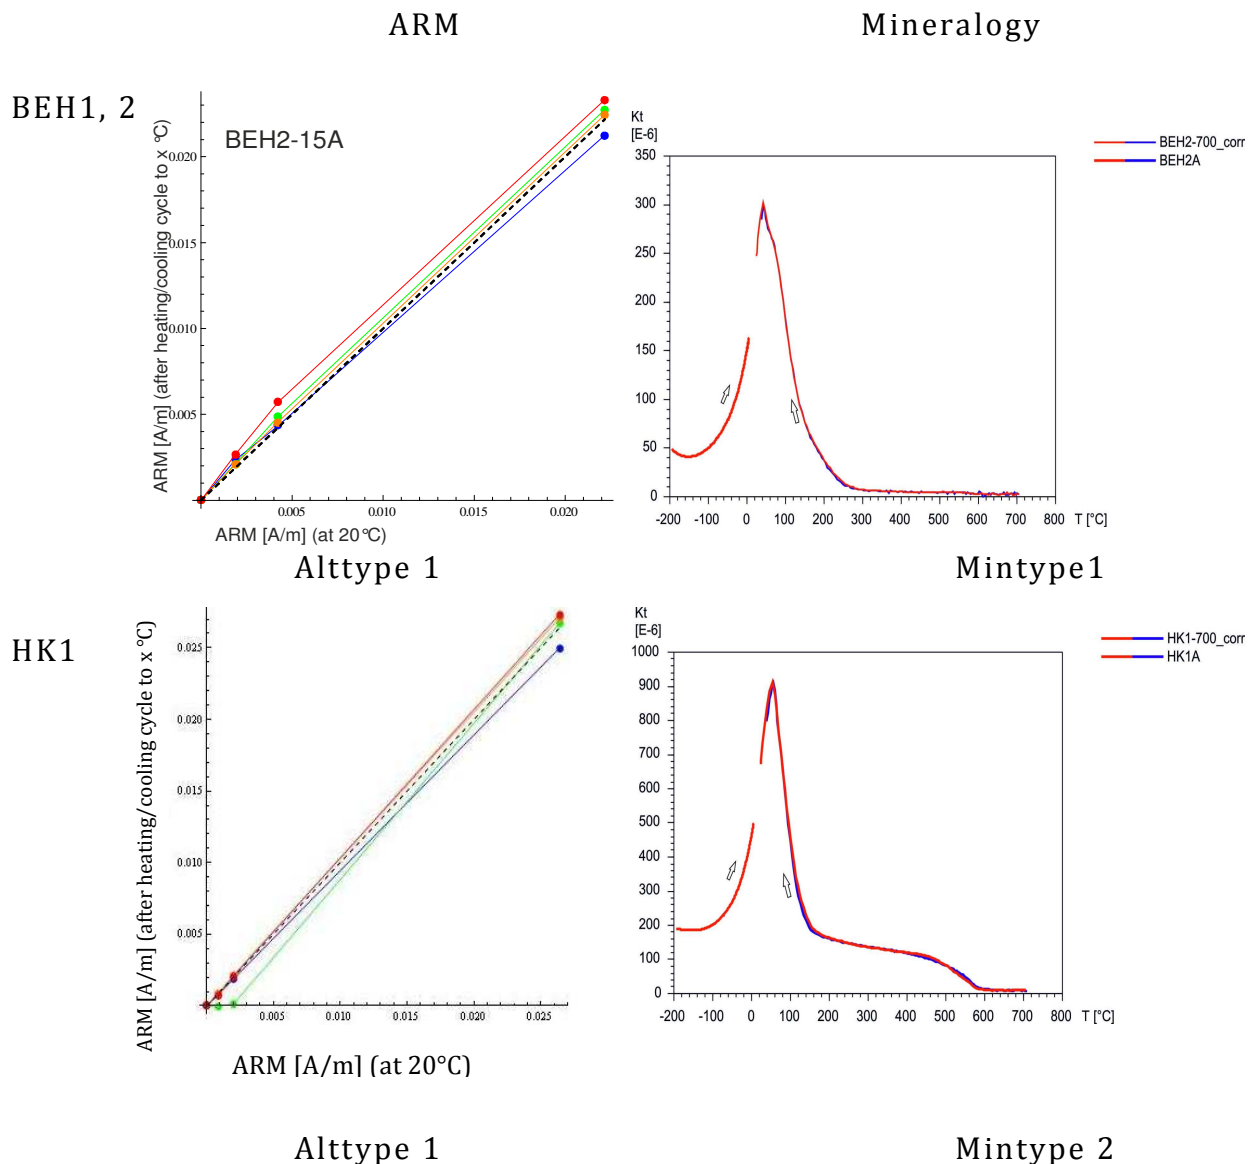 ARM
Mineralogy
BEH1, 2
BEH2-15A
ARM [A/m] (after heating/cooling cycle to x °C)
0.020
0.015
0.010
0.005
0.005
0.010
0.015
0.020
ARM [A/m] (at 20°C)
Kt
[E-6]
350
300
250
200
150
100
50
0
-200
-100
0
100
200
300
400
500
600
700
800
T [°C]
BEH2-700_corr
BEH2A
Alttype 1
Mintype1
HK1
ARM [A/m] (after heating/cooling cycle to x °C)
0.025
0.020
0.015
0.010
0.005
0.005
0.010
0.015
0.020
0.025
ARM [A/m] (at 20°C)
Kt
[E-6]
1000
900
800
700
600
500
400
300
200
100
0
-200
-100
0
100
200
300
400
500
600
700
800
T [°C]
HK1-700_corr
HK1A
Alttype 1
Mintype 2